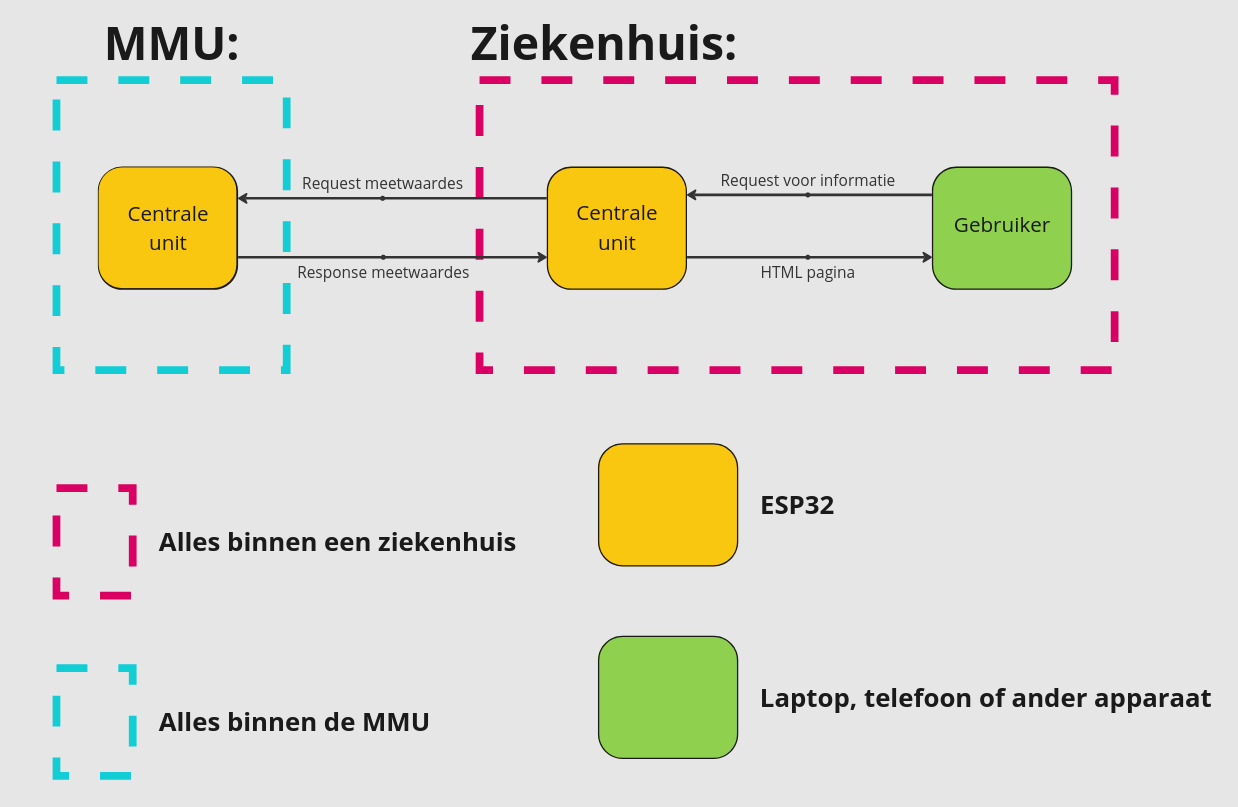 MMU:
Ziekenhuis:
Request meetwaardes
Request voor informatie
Centrale
unit
Centrale
unit
Gebruiker
Response meetwaardes
HTML pagina
ESP32
Alles binnen een ziekenhuis
Laptop, telefoon of ander apparaat
Alles binnen de MMU